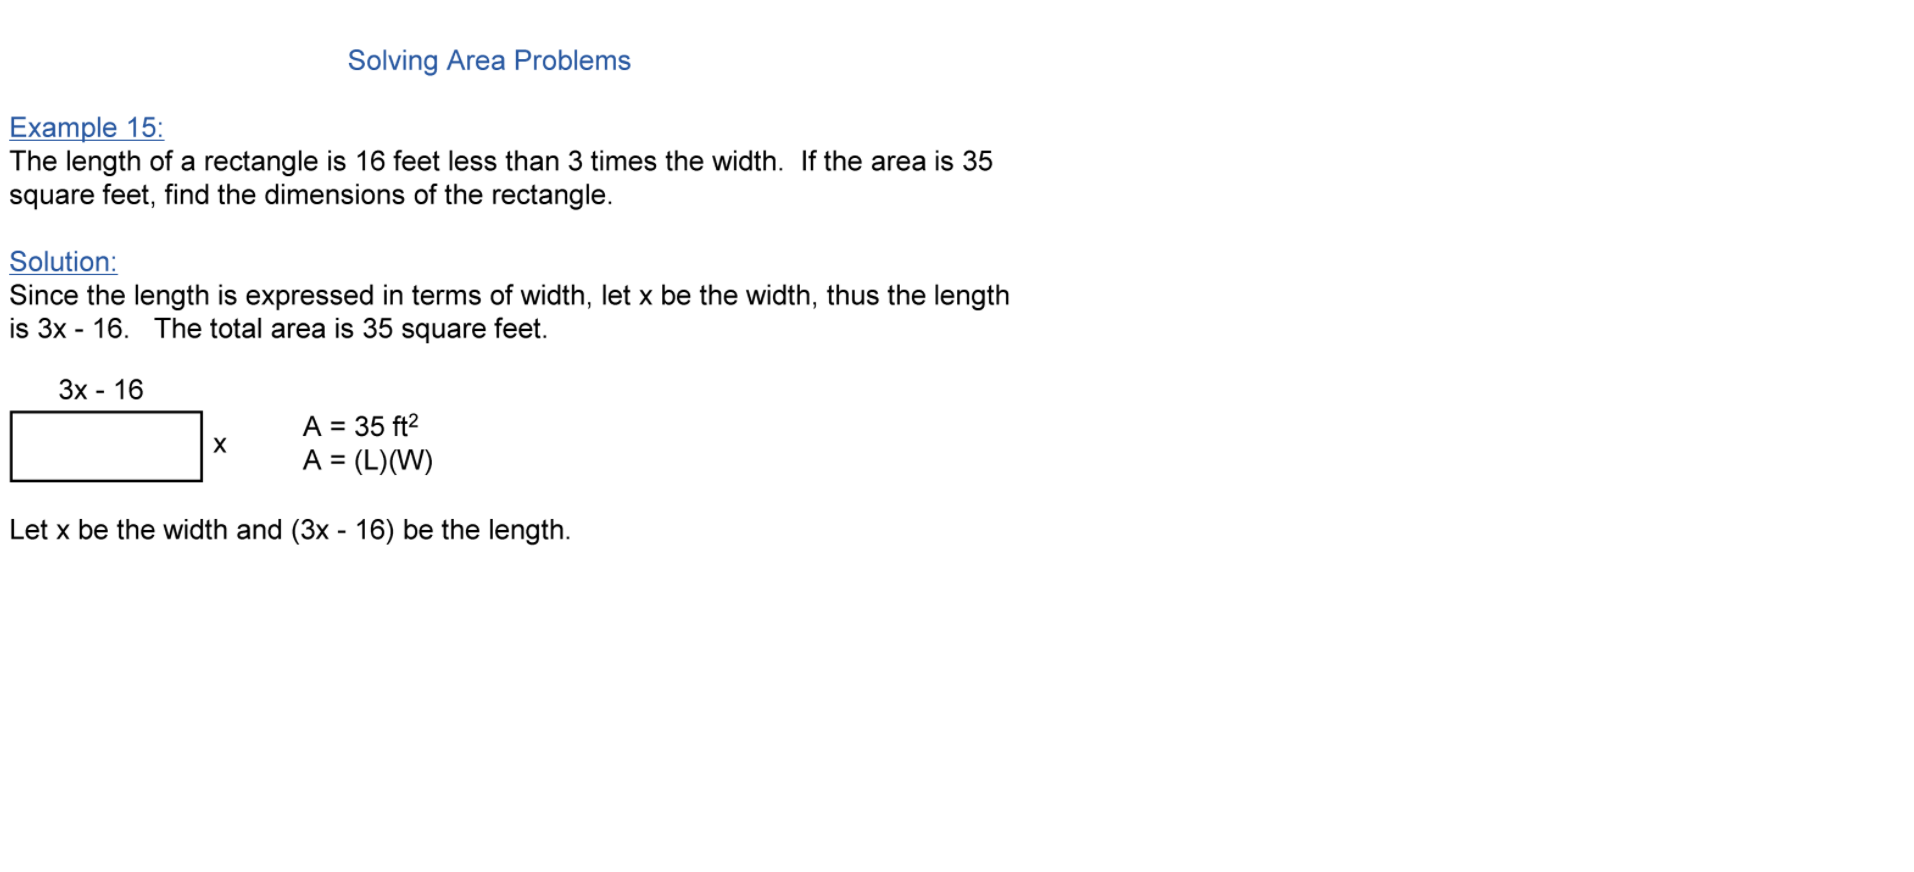 Solving Area Problems
Example 15:
The length of a rectangle is 16 feet less than 3 times the width.  If the area is 35
square feet, find the dimensions of the rectangle.
Solution:
Since the length is expressed in terms of width, let x be the width, thus the length
is 3x - 16.   The total area is 35 square feet.
3x - 16
x
A = 35 ft²
A = (L)(W)
Let x be the width and (3x - 16) be the length.